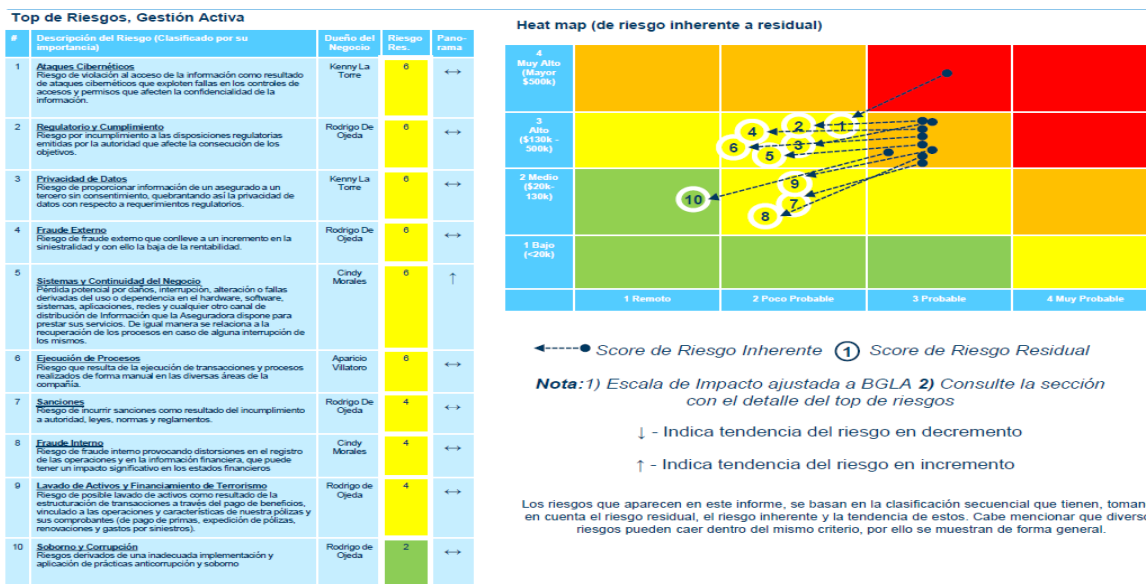 Top de Riesgos, Gestión Activa
# Descripción del Riesgo (Clasificado por su importancia) Dueño del Negocio Riesgo Res. Pano-rama
1 Ataques Cibernéticos Kenny La Torre 6 ↔
Riesgo de violación al acceso de la información como resultado
de ataques cibernéticos que exploten fallas en los controles de
accesos y permisos que afecten la confidencialidad de la
información.
2 Regulatorio y Cumplimiento Rodrigo De Ojeda 6 ↔
Riesgo por incumplimiento a las disposiciones regulatorias
emitidas por la autoridad que afecte la consecución de los
objetivos.
3 Privacidad de Datos Kenny La Torre 6 ↔
Riesgo de proporcionar información de un asegurado a un
tercero sin consentimiento, quebrantando así la privacidad de
datos con respecto a requerimientos regulatorios.
4 Fraude Externo Rodrigo De Ojeda 6 ↔
Riesgo de fraude externo que conlleve a un incremento en la
siniestralidad y con ello la baja de la rentabilidad.
5 Sistemas y Continuidad del Negocio Cindy Morales 6 ↑
Pérdida potencial por daños, interrupción, alteración o fallas
derivadas del uso o dependencia en el hardware, software,
sistemas, aplicaciones, redes y cualquier otro canal de
distribución de Información que la Aseguradora dispone para
prestar sus servicios. De igual manera se relaciona a la
recuperación de los procesos en caso de alguna interrupción de
los mismos.
6 Ejecución de Procesos Aparicio Villatoro 6 ↔
Riesgo que resulta de la ejecución de transacciones y procesos
realizados de forma manual en las diversas áreas de la
compañía.
7 Sanciones Rodrigo De Ojeda 4 ↔
Riesgo de incurrir sanciones como resultado del incumplimiento
a autoridad, leyes, normas y reglamentos.
8 Fraude Interno Cindy Morales 4 ↔
Riesgo de fraude interno provocando distorsiones en el registro
de las operaciones y en la información financiera, que puede
tener un impacto significativo en los estados financieros
9 Lavado de Activos y Financiamiento de Terrorismo Rodrigo de Ojeda 4 ↔
Riesgo de posible lavado de activos como resultado de la
estructuración de transacciones a través del pago de beneficios,
vinculado a las operaciones y características de nuestra pólizas y
sus comprobantes (de pago de primas, expedición de pólizas,
renovaciones y gastos por siniestros).
10 Soborno y Corrupción Rodrigo de Ojeda 2 ↔
Riesgos derivados de una inadecuada implementación y
aplicación de prácticas anticorrupción y soborno
Heat map (de riesgo inherente a residual)
4
Muy Alto
(Mayor
$500k)
3
Alto
($130k -
500k)
4 2 1
6 5 3
2 Medio
($20k-
130k)
10 9
8 7
1 Bajo
(<20k)
1 Remoto 2 Poco Probable 3 Probable 4 Muy Probable
Score de Riesgo Inherente 1 Score de Riesgo Residual
Nota:1) Escala de Impacto ajustada a BGLA 2) Consulte la sección
con el detalle del top de riesgos
↓ - Indica tendencia del riesgo en decremento
↑ - Indica tendencia del riesgo en incremento
Los riesgos que aparecen en este informe, se basan en la clasificación secuencial que tienen, toman
en cuenta el riesgo residual, el riesgo inherente y la tendencia de estos. Cabe mencionar que diverso
riesgos pueden caer dentro del mismo criterio, por ello se muestran de forma general.